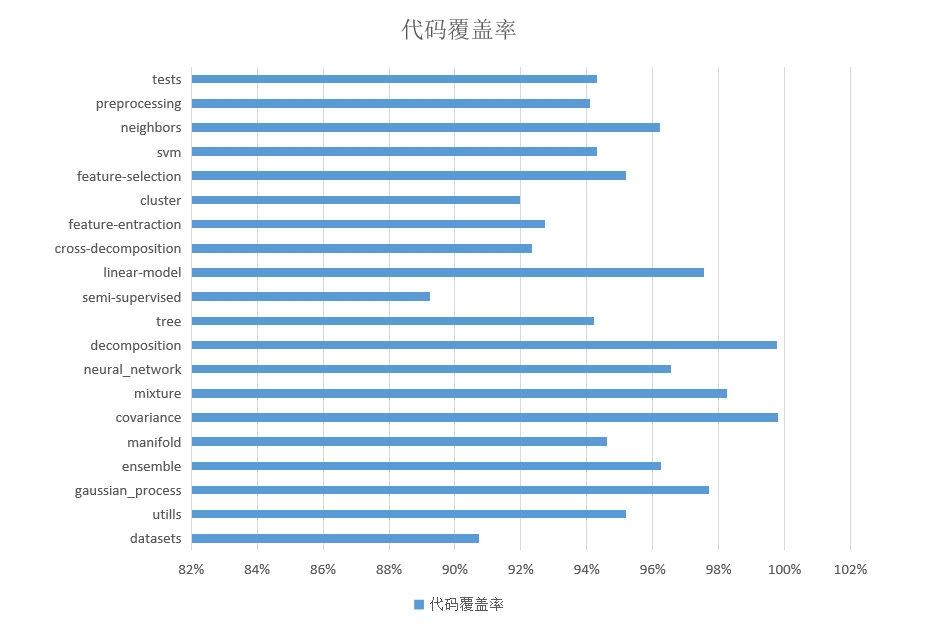 代码覆盖率
tests
preprocessing
neighbors
svm
feature-selection
cluster
feature-entraction
cross-decomposition
linear-model
semi-supervised
tree
decomposition
neural_network
mixture
covariance
manifold
ensemble
gaussian_process
utills
datasets
82% 84% 86% 88% 90% 92% 94% 96% 98% 100% 102%
代码覆盖率